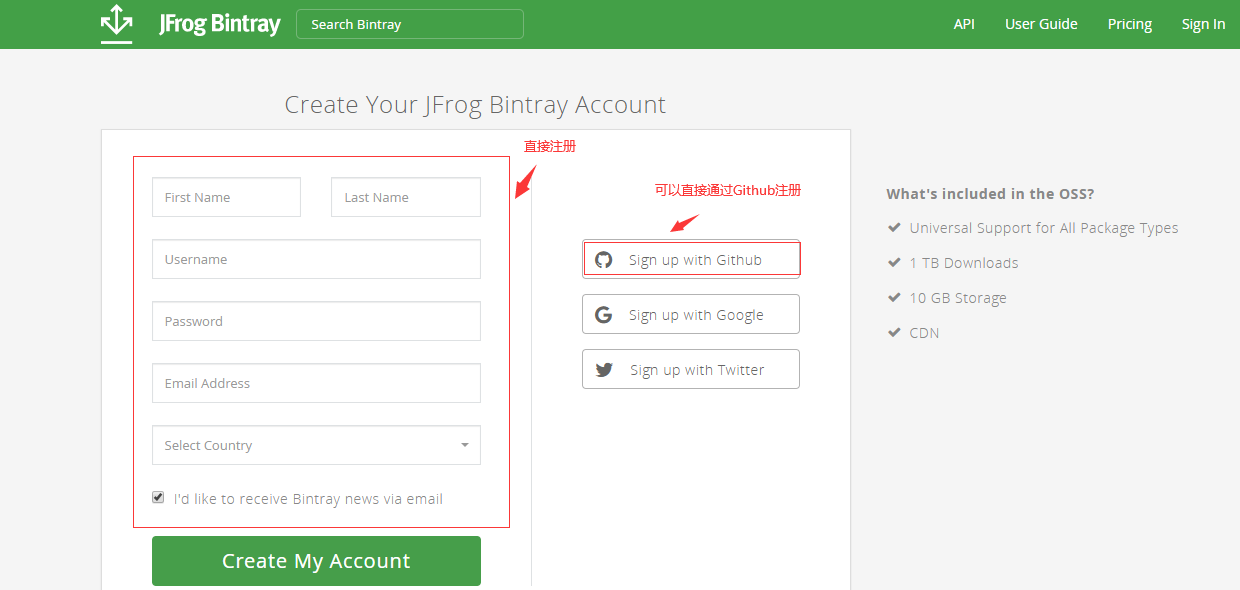 JFrog Bintray
Search Bintray
API
User Guide
Pricing
Sign In
Create Your JFrog Bintray Account
直接注册
First Name
Last Name
Username
Password
Email Address
Select Country
I'd like to receive Bintray news via email
Create My Account
可以直接通过Github注册
Sign up with Github
Sign up with Google
Sign up with Twitter
What's included in the OSS?
Universal Support for All Package Types
1 TB Downloads
10 GB Storage
CDN